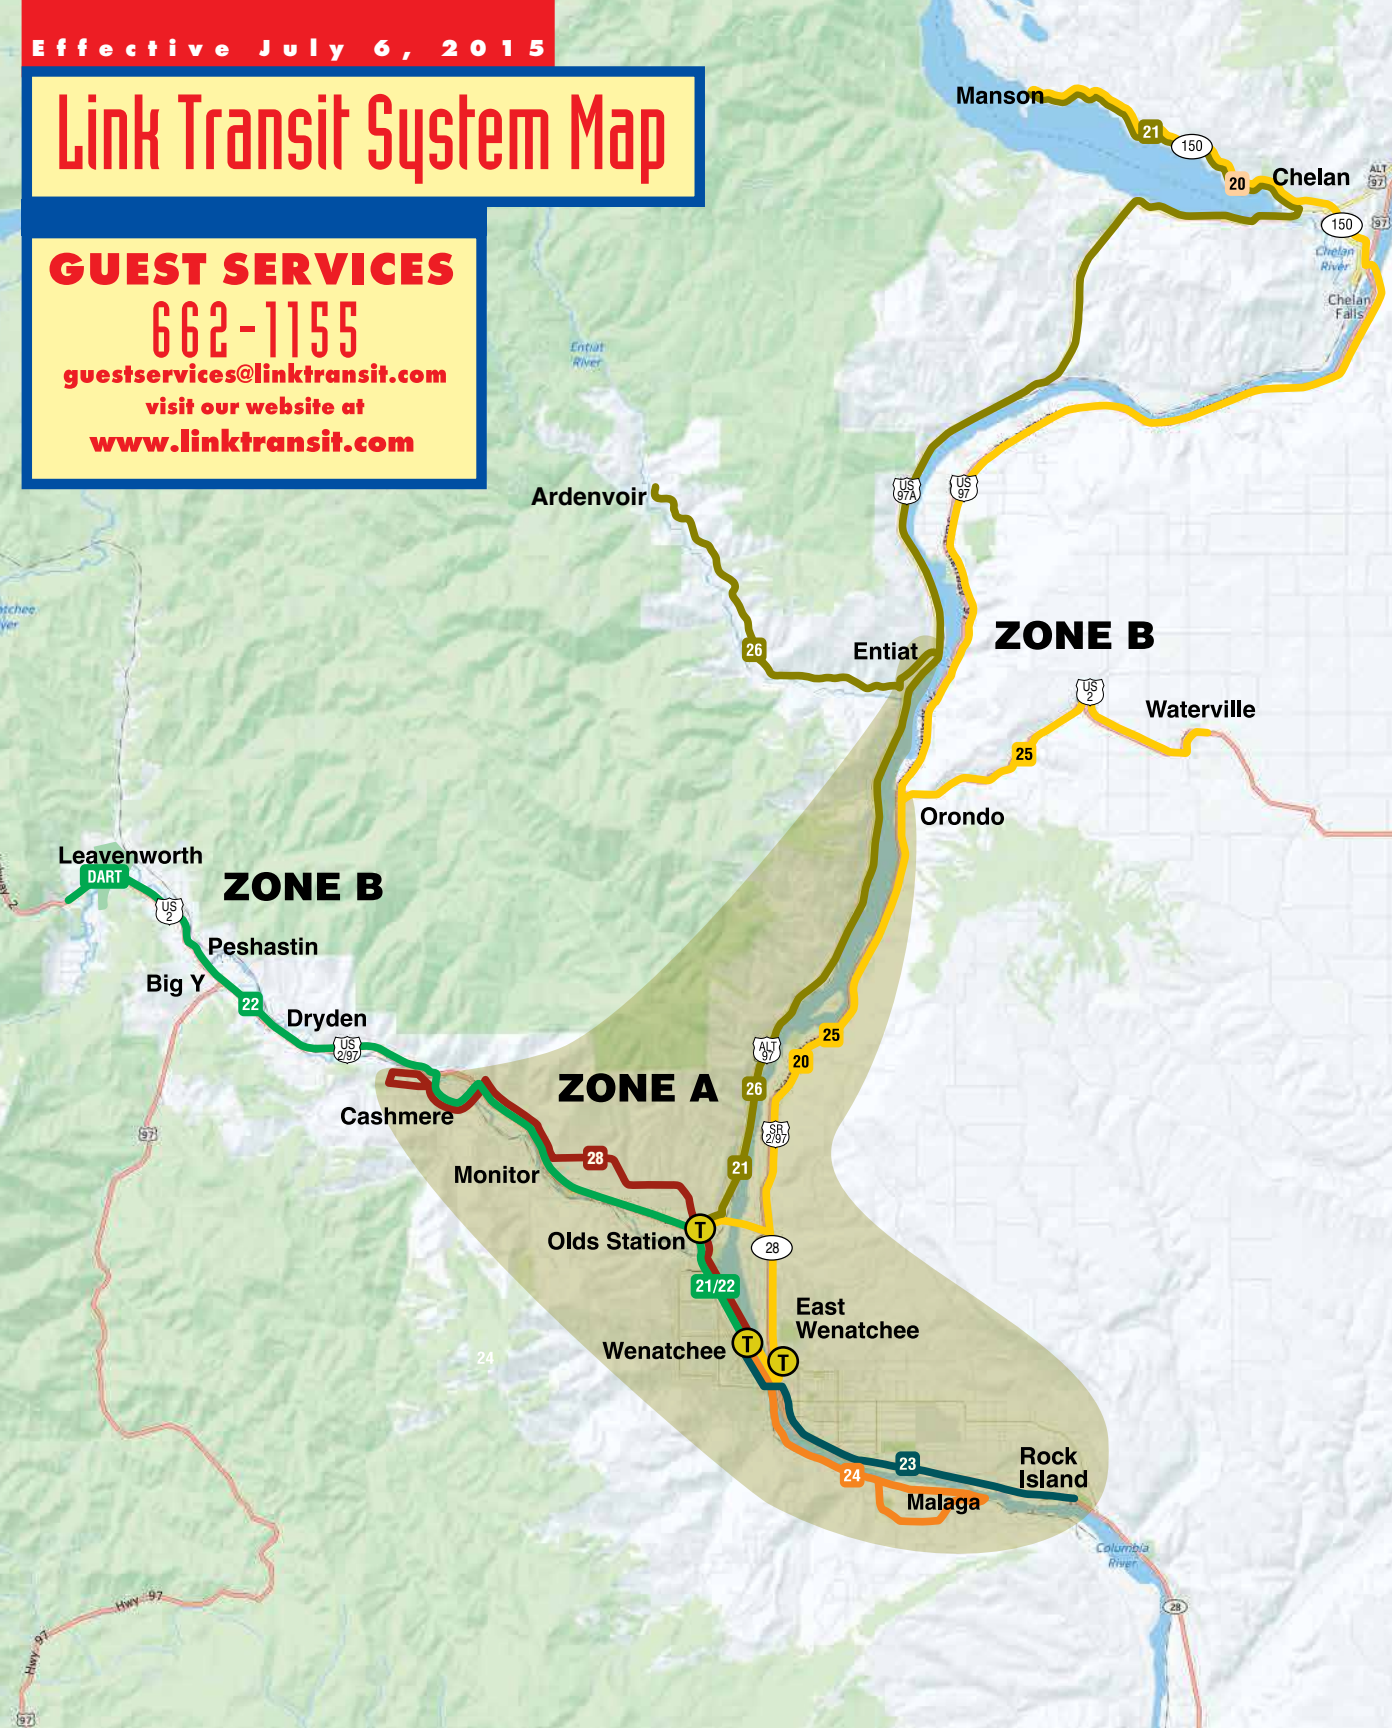 Effective July 6, 2015
Link Transit System Map
GUEST SERVICES
662-1155
guestservices@linktransit.com
visit our website at
www.linktransit.com
Manson
21
150
20
Chelan
ALT
97
97
150
Chelan
River
Chelan
Falls
Entiat
River
Ardenvoir
US
97A
US
97
26
Entiat
ZONE B
US
2
Waterville
25
Orondo
Leavenworth
DART
ZONE B
US
2
Peshastin
Big Y
22
Dryden
US
2/97
Cashmere
97
ZONE A
ALT
97
25
20
26
SR
2/97
21
28
Monitor
Olds Station
T
28
21/22
East
Wenatchee
Wenatchee
T
T
24
23
24
Rock
Island
Malaga
Columbia
River
28
Hwy 97
Hwy 97
97